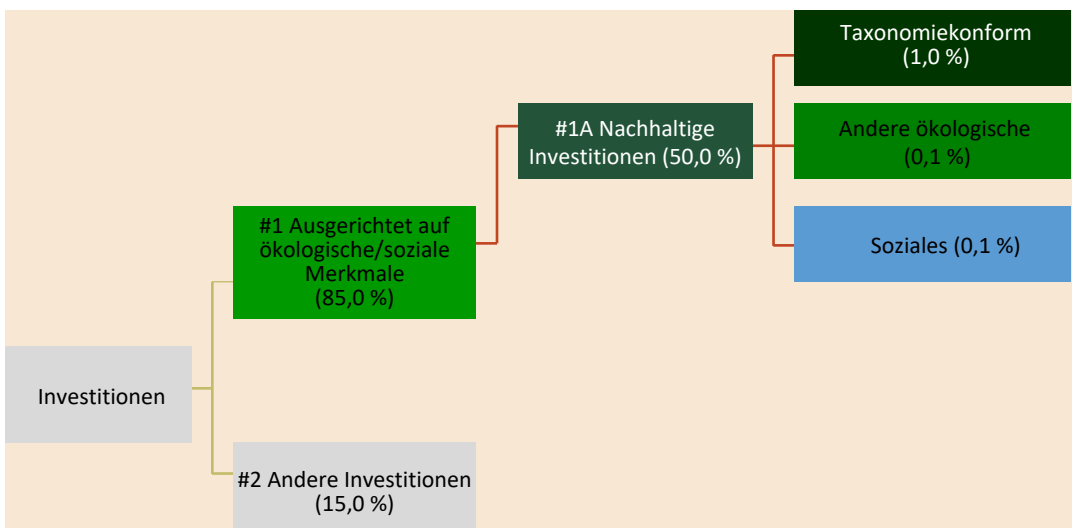 Taxonomiekonform
(1,0 %)
#1A Nachhaltige
Investitionen (50,0 %)
Andere ökologische
(0,1 %)
#1 Ausgerichtet auf
ökologische/soziale
Merkmale
(85,0 %)
Soziales (0,1 %)
Investitionen
#2 Andere Investitionen
(15,0 %)